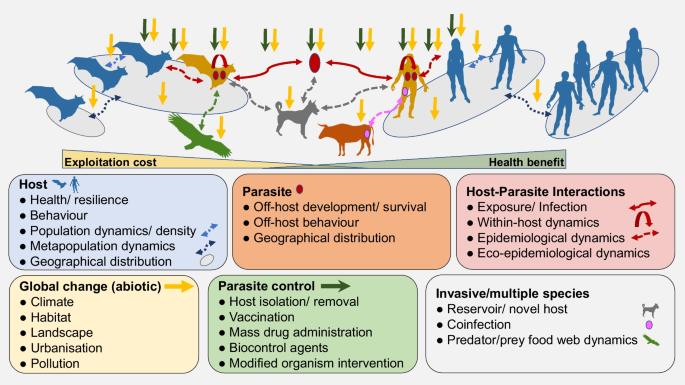 Exploitation cost
Health benefit
Host
● Health/ resilience
● Behaviour
● Population dynamics/ density
● Metapopulation dynamics
● Geographical distribution
Parasite
● Off-host development/ survival
● Off-host behaviour
● Geographical distribution
Host-Parasite Interactions
● Exposure/ Infection
● Within-host dynamics
● Epidemiological dynamics
● Eco-epidemiological dynamics
Global change (abiotic)
● Climate
● Habitat
● Landscape
● Urbanisation
● Pollution
Parasite control
● Host isolation/ removal
● Vaccination
● Mass drug administration
● Biocontrol agents
● Modified organism intervention
Invasive/multiple species
● Reservoir/ novel host
● Coinfection
● Predator/prey food web dynamics